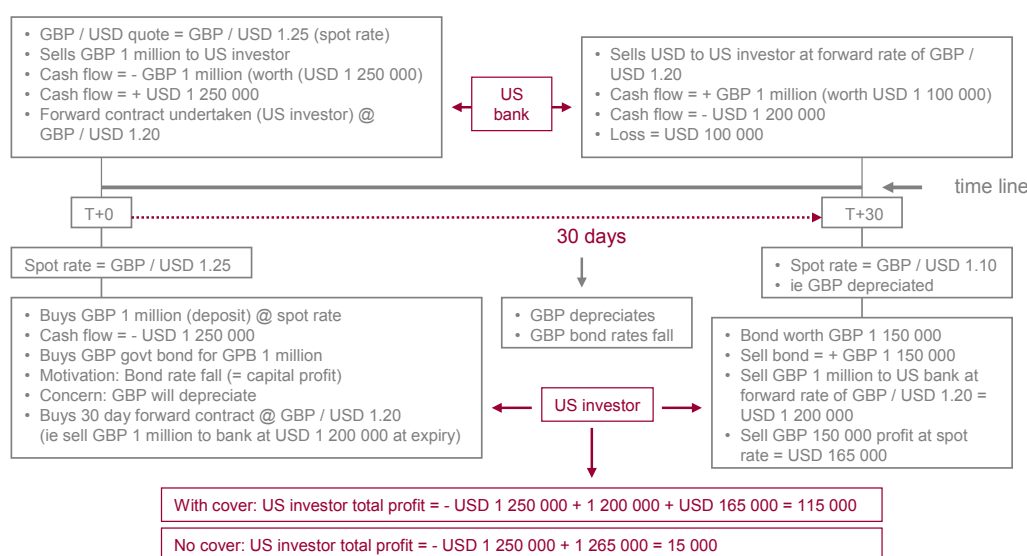 • GBP / USD quote = GBP / USD 1.25 (spot rate)
• Sells GBP 1 million to US investor
• Cash flow = - GBP 1 million (worth (USD 1 250 000)
• Cash flow = + USD 1 250 000
• Forward contract undertaken (US investor) @
GBP / USD 1.20
US
bank
• Sells USD to US investor at forward rate of GBP /
USD 1.20
• Cash flow = + GBP 1 million (worth USD 1 100 000)
• Cash flow = - USD 1 200 000
• Loss = USD 100 000
time line
T+0
T+30
30 days
Spot rate = GBP / USD 1.25
• Spot rate = GBP / USD 1.10
• ie GBP depreciated
• Buys GBP 1 million (deposit) @ spot rate
• Cash flow = - USD 1 250 000
• Buys GBP govt bond for GPB 1 million
• Motivation: Bond rate fall (= capital profit)
• Concern: GBP will depreciate
• Buys 30 day forward contract @ GBP / USD 1.20
(ie sell GBP 1 million to bank at USD 1 200 000 at expiry)
• GBP depreciates
• GBP bond rates fall
US investor
• Bond worth GBP 1 150 000
• Sell bond = + GBP 1 150 000
• Sell GBP 1 million to US bank at
forward rate of GBP / USD 1.20 =
USD 1 200 000
• Sell GBP 150 000 profit at spot
rate = USD 165 000
With cover: US investor total profit = - USD 1 250 000 + 1 200 000 + USD 165 000 = 115 000
No cover: US investor total profit = - USD 1 250 000 + 1 265 000 = 15 000